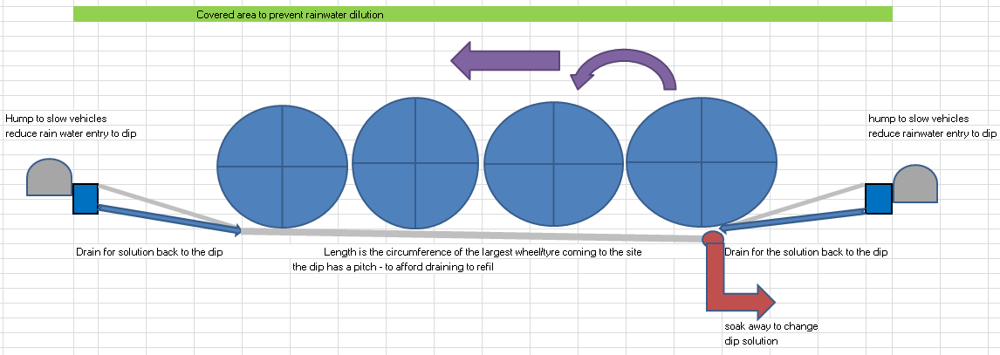 Covered area to prevent rainwater dilution
Hump to slow vehicles
reduce rain water entry to dip
hump to slow vehicles
reduce rainwater entry to dip
Drain for solution back to the dip
Length is the circumference of the largest wheel/tyre coming to the site
Drain for the solution back to the dip
the dip has a pitch - to afford draining to refil
soak away to change
dip solution